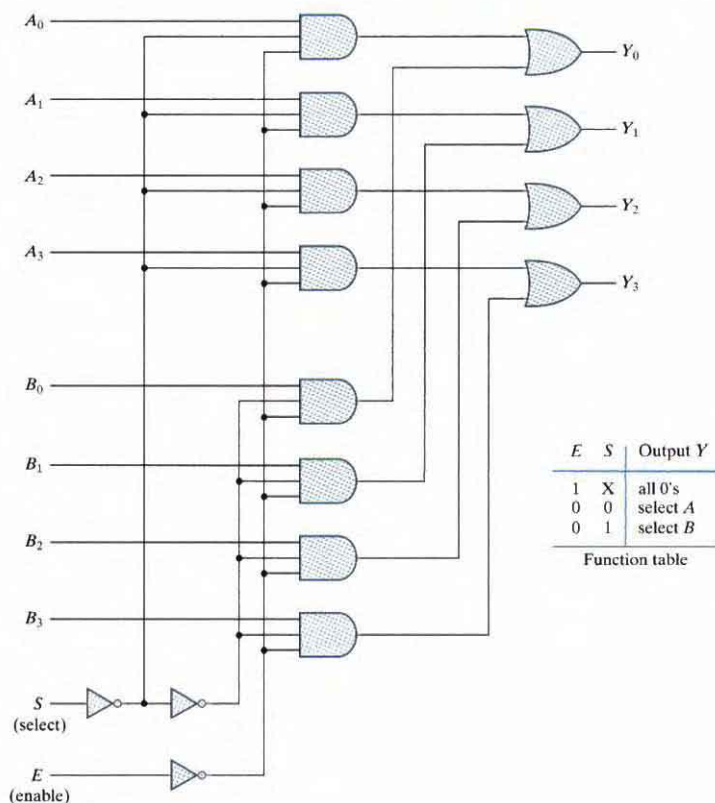 A₀
Y₀
A₁
Y₁
A₂
Y₂
A₃
Y₃
B₀
B₁
B₂
B₃
E S Output Y
1 X all 0's
0 0 select A
0 1 select B
Function table
S
(select)
E
(enable)